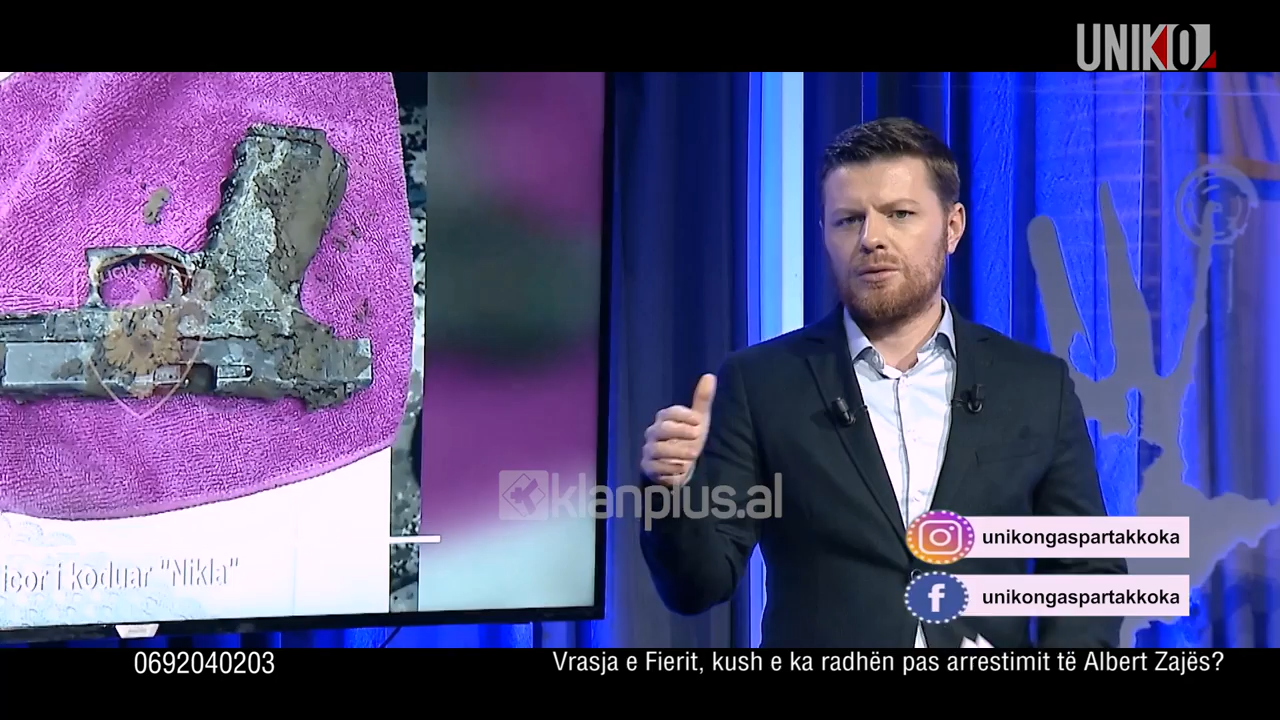 UNIKO
icor i koduar "Nikla"
klanplus.al
unikongaspartakkoka
unikongaspartakkoka
0692040203
Vrasja e Fierit, kush e ka radhën pas arrestimit të Albert Zajës?